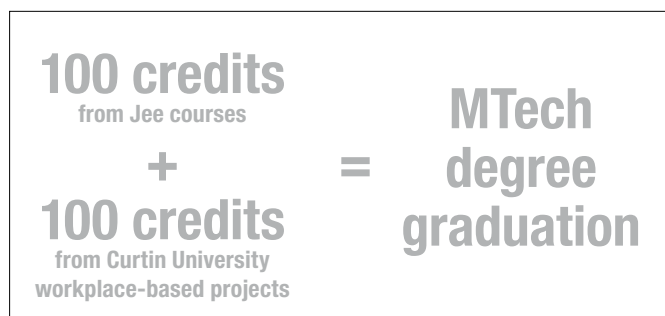 100 credits
from Jee courses
+
100 credits
from Curtin University
workplace-based projects
=
MTech
degree
graduation